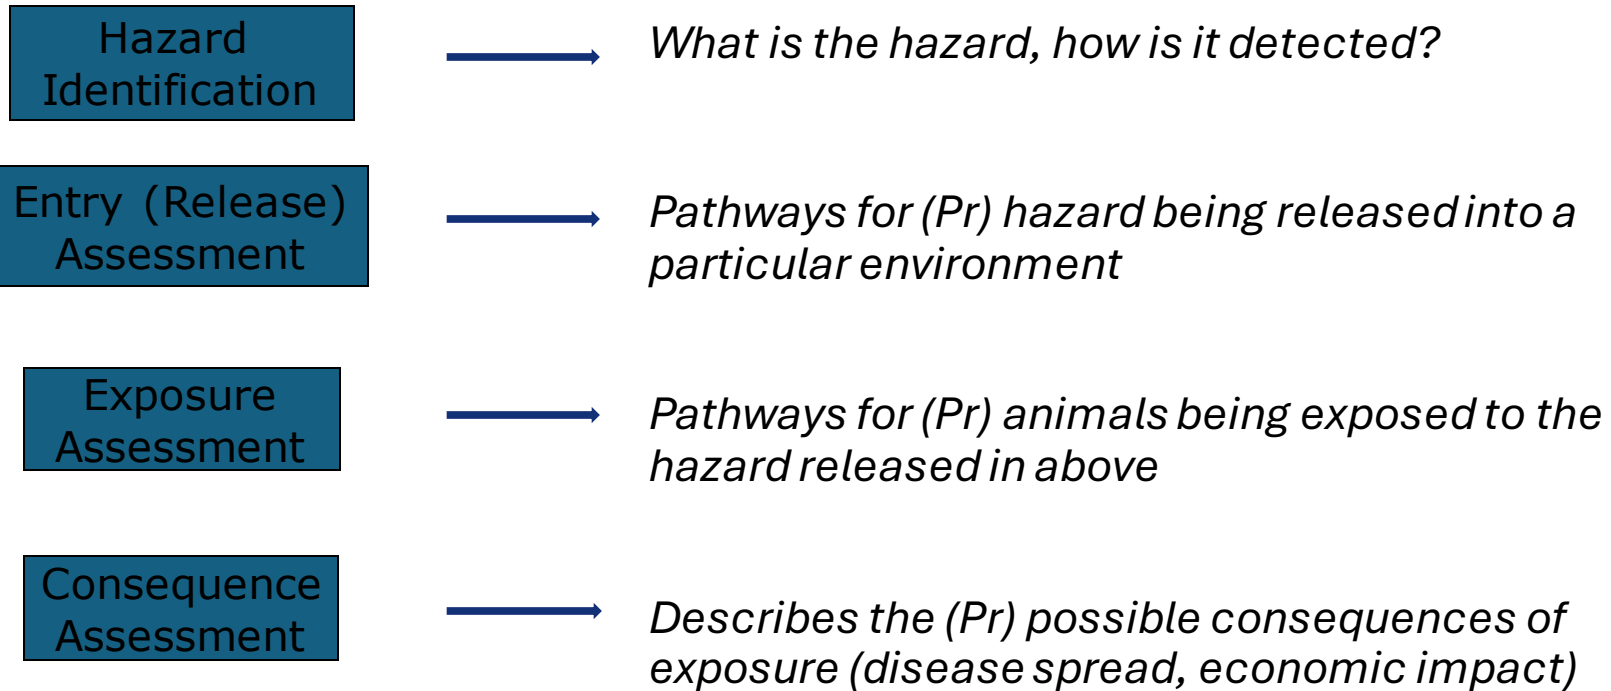 Hazard
Identification
What is the hazard, how is it detected?
Entry (Release)
Assessment
Pathways for (Pr) hazard being released into a
particular environment
Exposure
Assessment
Pathways for (Pr) animals being exposed to the
hazard released in above
Consequence
Assessment
Describes the (Pr) possible consequences of
exposure (disease spread, economic impact)